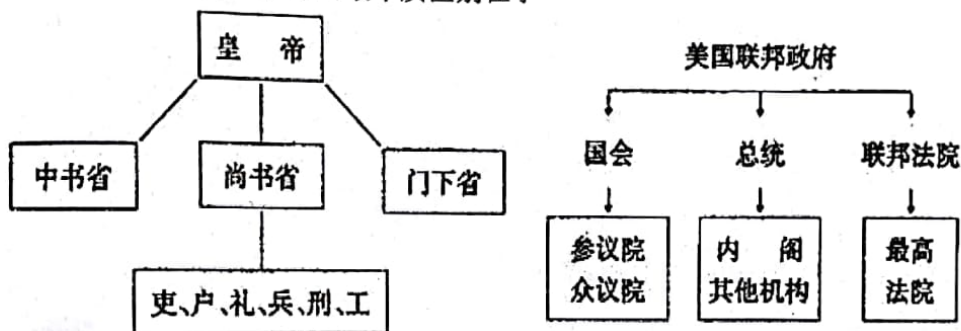 皇 帝
中书省
尚书省
门下省
吏、户、礼、兵、刑、工
美国联邦政府
国会
总统
联邦法院
参议院
众议院
内 阁
其他机构
最高
法院